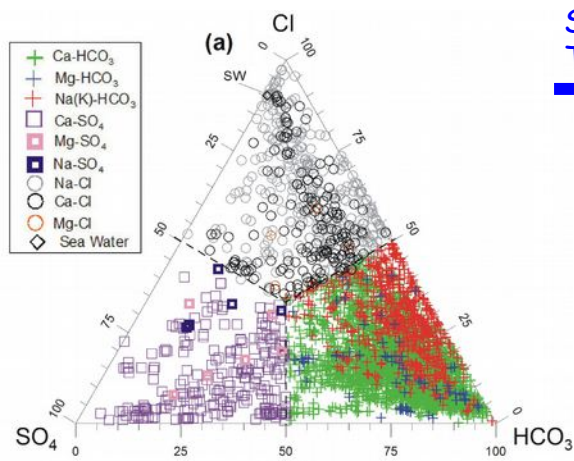 Cl
(a)
Ca-HCO₃
Mg-HCO₃
Na(K)-HCO₃
Ca-SO₄
Mg-SO₄
Na-SO₄
Na-Cl
Ca-Cl
Mg-Cl
Sea Water
0
100
sw
25
75
50
50
75
25
100
0
SO₄
HCO₃
0
25
50
75
100